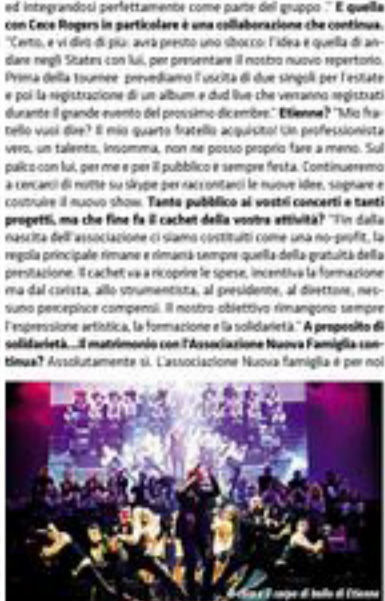 ed integrandosi perfettamente come parte del gruppo." E quella
con Cece Rogers in particolare è una collaborazione che continua.
"Certo, e vi dirò di più: avrà presto uno sbocco: l'idea è quella di an-
dare negli States con lui, per presentare il nostro nuovo repertorio.
Prima della tournee prevediamo l'uscita di due singoli per l'estate
e poi la registrazione di un album e dvd live che verranno registrati
durante il grande evento del prossimo dicembre." Etienne? "Mio fra-
tello vuoi dire? Il mio quarto fratello acquisito! Un professionista
vero, un talento, insomma, non ne posso proprio fare a meno. Sul
palco con lui, per me e per il pubblico è sempre festa. Continueremo
a cercarci di notte su skype per raccontarci le nuove idee, sognare e
costruire il nuovo show. Tanto pubblico ai vostri concerti e tanti
progetti, ma che fine fa il cachet della vostra attività? "Fin dalla
nascita dell'associazione ci siamo costituiti come una no-profit, la
regola principale rimane e rimarrà sempre quella della gratuità della
prestazione. Il cachet va a ricoprire le spese, incentiva la formazione
ma dal corista, allo strumentista, al presidente, al direttore, nes-
suno percepisce compensi. Il nostro obiettivo rimangono sempre
l'espressione artistica, la formazione e la solidarietà." A proposito di
solidarietà...Il matrimonio con l'Associazione Nuova Famiglia con-
tinua? Assolutamente si. L'associazione Nuova famiglia è per noi
e il corpo di ballo di Etienne